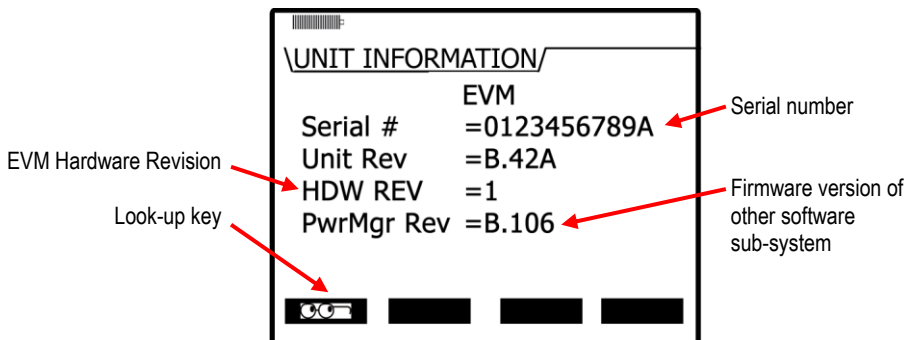 UNIT INFORMATION
EVM
Serial # =0123456789A
Unit Rev =B.42A
HDW REV =1
PwrMgr Rev =B.106
EVM Hardware Revision
Look-up key
Serial number
Firmware version of
other software
sub-system